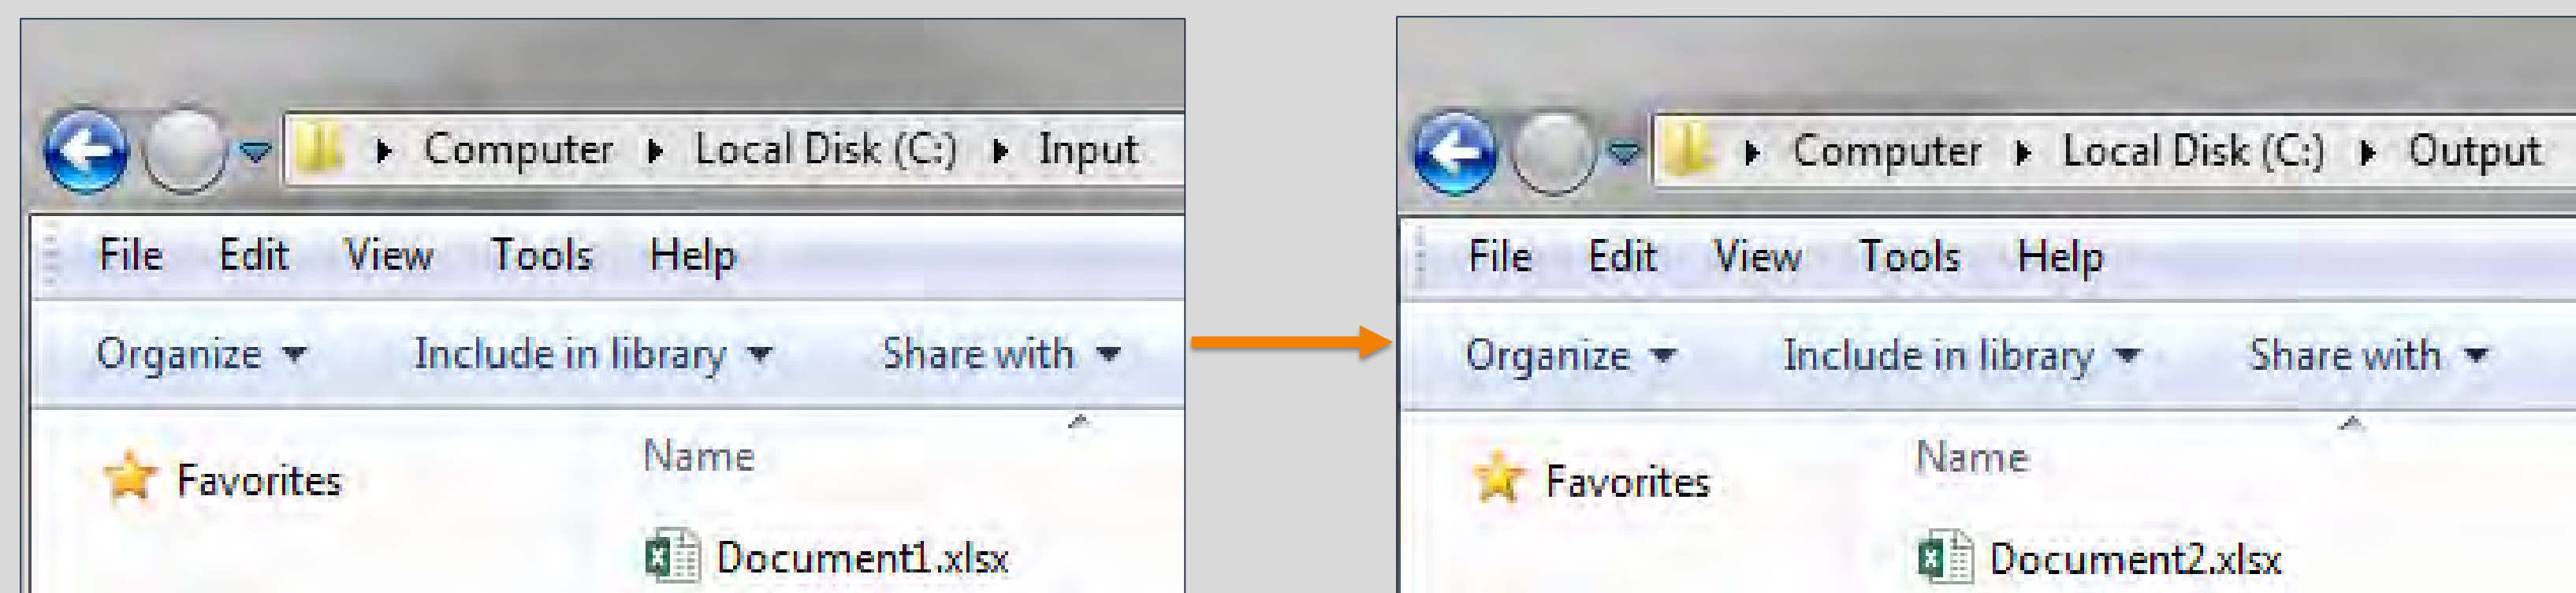 Computer Local Disk (C:) Input
File Edit View Tools Help
Organize Include in library Share with
Name
Favorites
Document1.xlsx
Computer Local Disk (C:) Output
File Edit View Tools Help
Organize Include in library Share with
Name
Favorites
Document2.xlsx